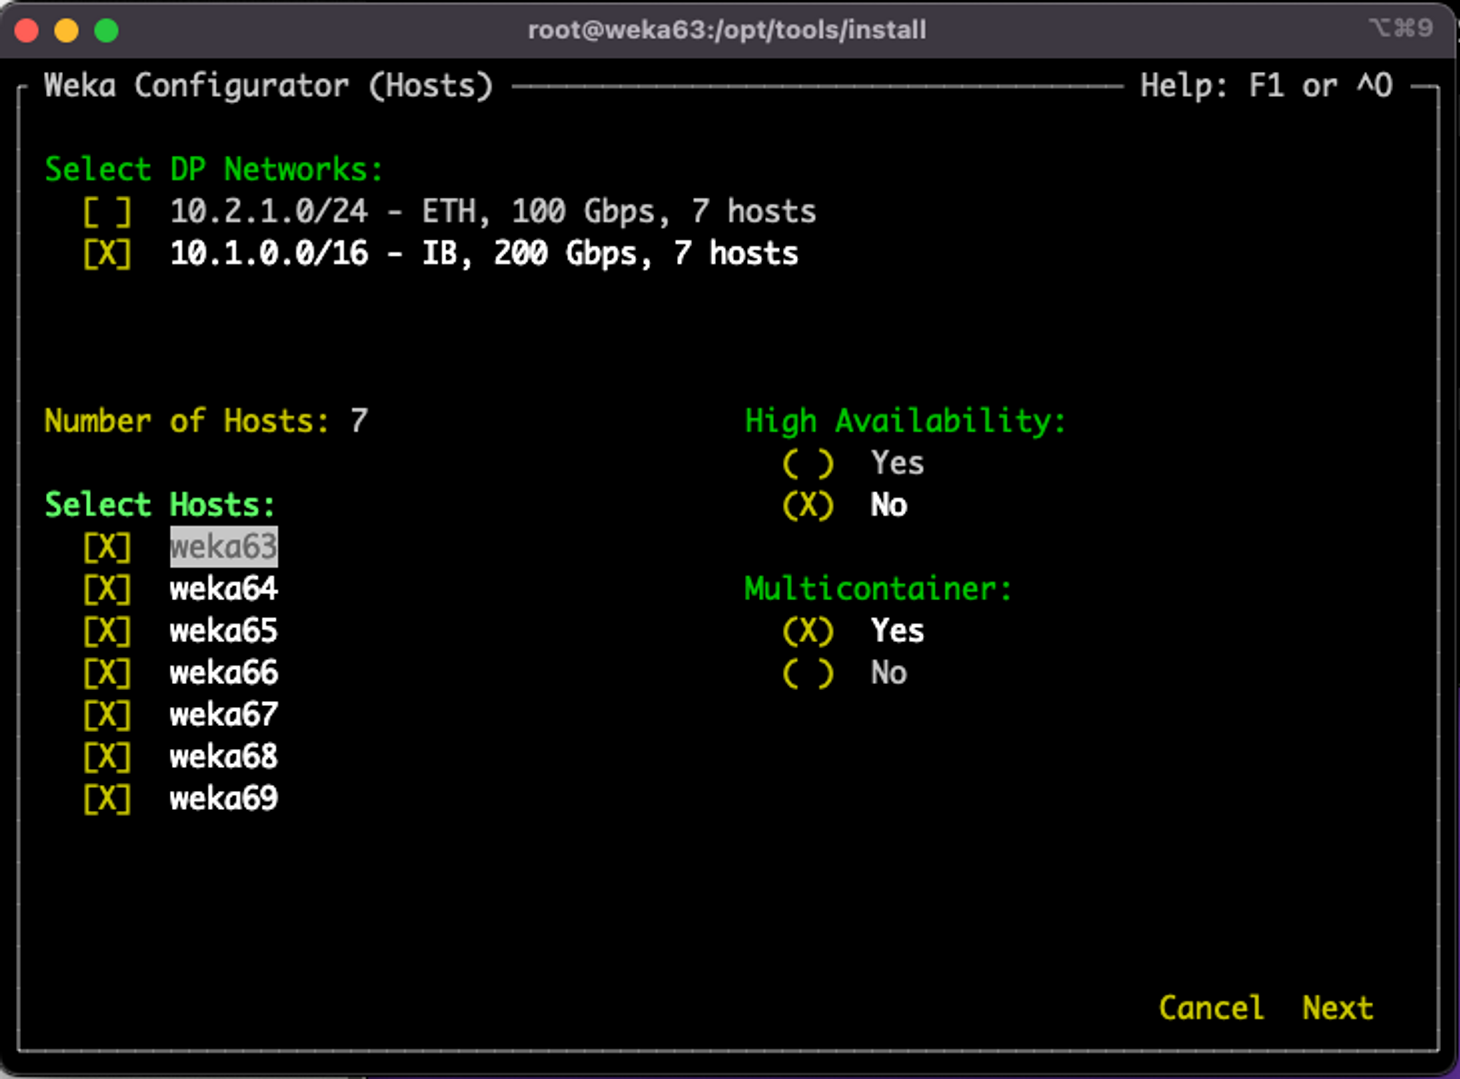 root@weka63:/opt/tools/install ⌥⌘9
Weka Configurator (Hosts) Help: F1 or ^O
Select DP Networks:
[ ] 10.2.1.0/24 - ETH, 100 Gbps, 7 hosts
[X] 10.1.0.0/16 - IB, 200 Gbps, 7 hosts
Number of Hosts: 7
Select Hosts:
[X] weka63
[X] weka64
[X] weka65
[X] weka66
[X] weka67
[X] weka68
[X] weka69
High Availability:
( ) Yes
(X) No
Multicontainer:
(X) Yes
( ) No
Cancel Next